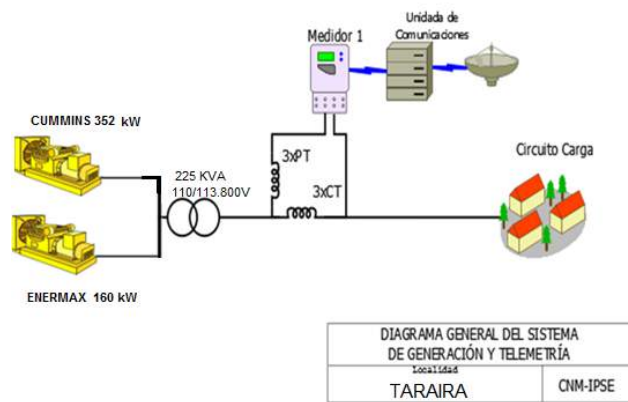 Unidada de
Comunicaciones
Medidor 1
CUMMINS 352 kW
3xPT
225 KVA
110/113.800V
3xCT
Circuito Carga
ENERMAX 160 kW
DIAGRAMA GENERAL DEL SISTEMA
DE GENERACIÓN Y TELEMETRÍA
Localidad
TARAIRA
CNM-IPSE